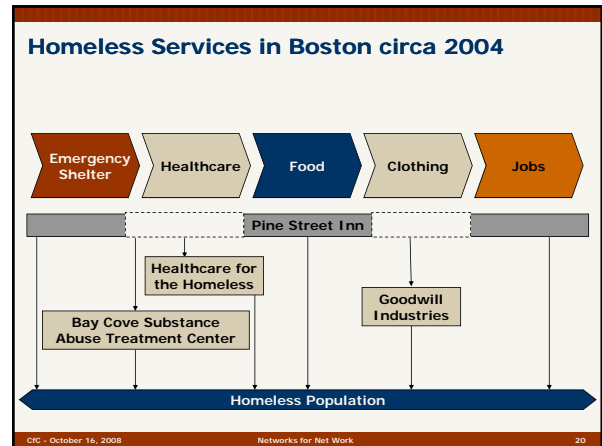 Homeless Services in Boston circa 2004
Emergency
Shelter
Healthcare
Food
Clothing
Jobs
Pine Street Inn
Healthcare for
the Homeless
Goodwill
Industries
Bay Cove Substance
Abuse Treatment Center
Homeless Population
CfC - October 16, 2008
Networks for Net Work
20